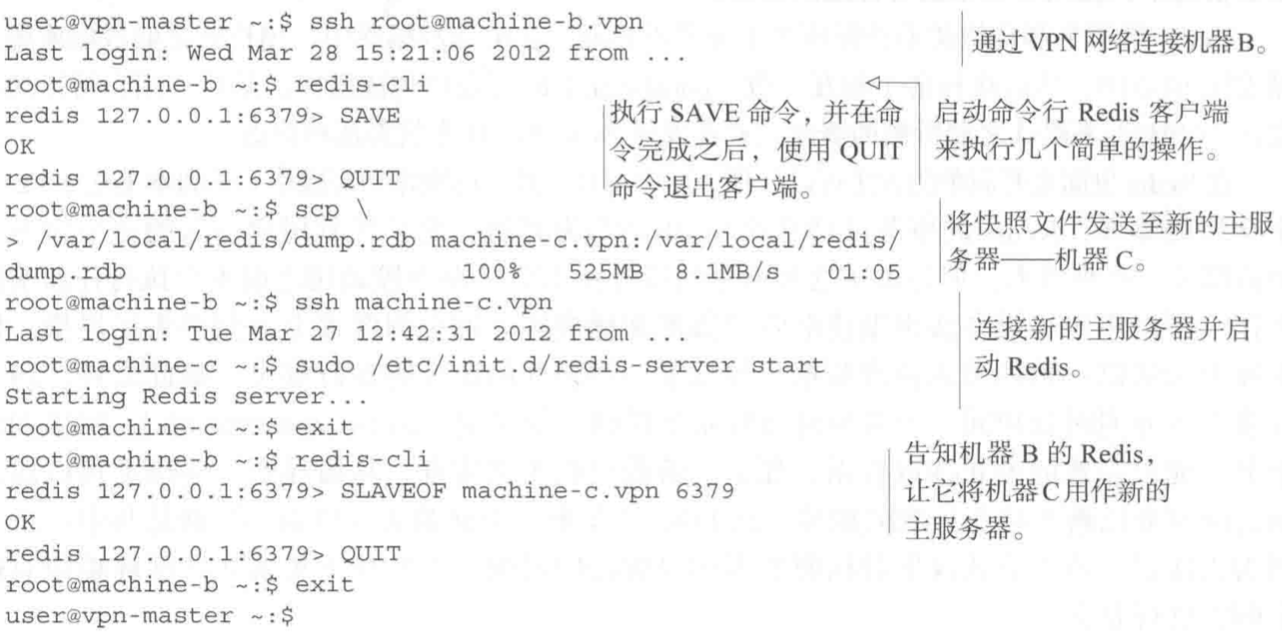 user@vpn-master ~:$ ssh root@machine-b.vpn
Last login: Wed Mar 28 15:21:06 2012 from ...
root@machine-b ~:$ redis-cli
redis 127.0.0.1:6379> SAVE
OK
redis 127.0.0.1:6379> QUIT
root@machine-b ~:$ scp \
> /var/local/redis/dump.rdb machine-c.vpn:/var/local/redis/
dump.rdb 100% 525MB 8.1MB/s 01:05
root@machine-b ~:$ ssh machine-c.vpn
Last login: Tue Mar 27 12:42:31 2012 from ...
root@machine-c ~:$ sudo /etc/init.d/redis-server start
Starting Redis server...
root@machine-c ~:$ exit
root@machine-b ~:$ redis-cli
redis 127.0.0.1:6379> SLAVEOF machine-c.vpn 6379
OK
redis 127.0.0.1:6379> QUIT
root@machine-b ~:$ exit
user@vpn-master ~:$
通过VPN网络连接机器B。
执行 SAVE 命令，并在命
令完成之后，使用 QUIT
命令退出客户端。
启动命令行 Redis 客户端
来执行几个简单的操作。
将快照文件发送至新的主服
务器——机器 C。
连接新的主服务器并启
动 Redis。
告知机器 B 的 Redis，
让它将机器C用作新的
主服务器。